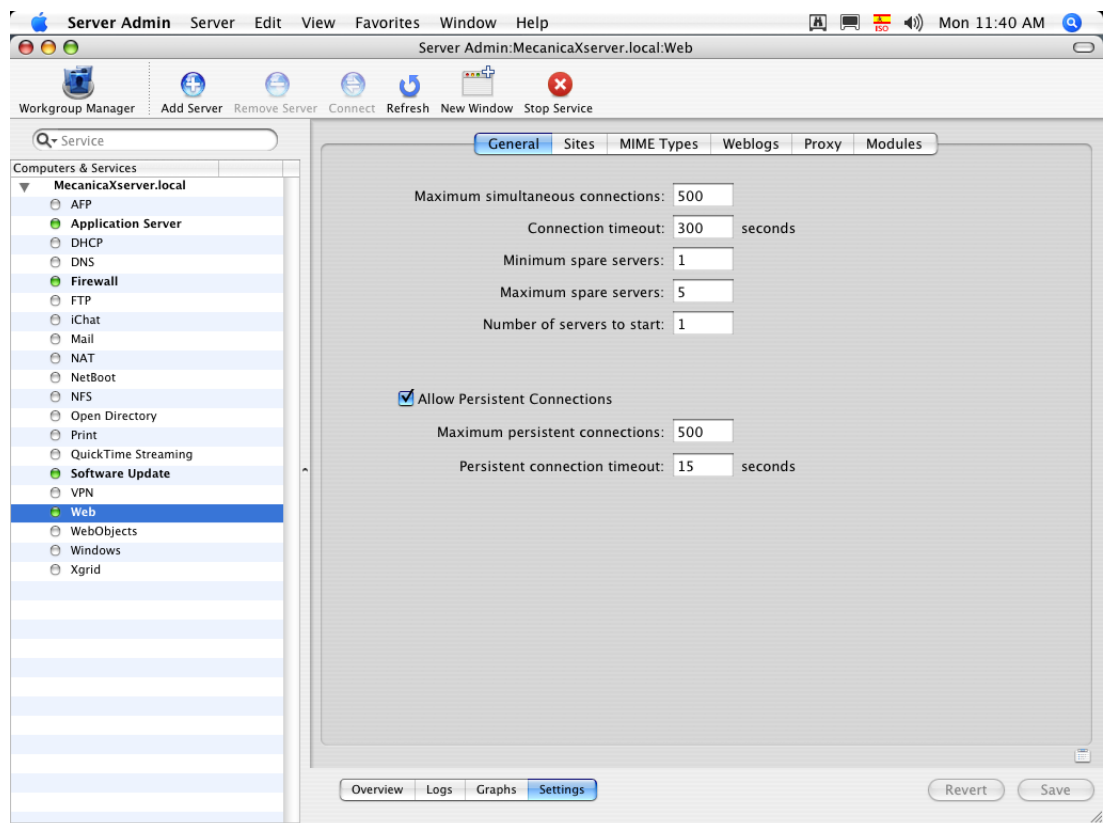 Server Admin Server Edit View Favorites Window Help Mon 11:40 AM
ISO
Server Admin:MecanicaXserver.local:Web
Workgroup Manager Add Server Remove Server Connect Refresh New Window Stop Service
Service
General Sites MIME Types Weblogs Proxy Modules
Computers & Services
MecanicaXserver.local
AFP
Application Server
DHCP
DNS
Firewall
FTP
iChat
Mail
NAT
NetBoot
NFS
Open Directory
Print
QuickTime Streaming
Software Update
VPN
Web
WebObjects
Windows
Xgrid
Maximum simultaneous connections: 500
Connection timeout: 300 seconds
Minimum spare servers: 1
Maximum spare servers: 5
Number of servers to start: 1
Allow Persistent Connections
Maximum persistent connections: 500
Persistent connection timeout: 15 seconds
Overview Logs Graphs Settings Revert Save